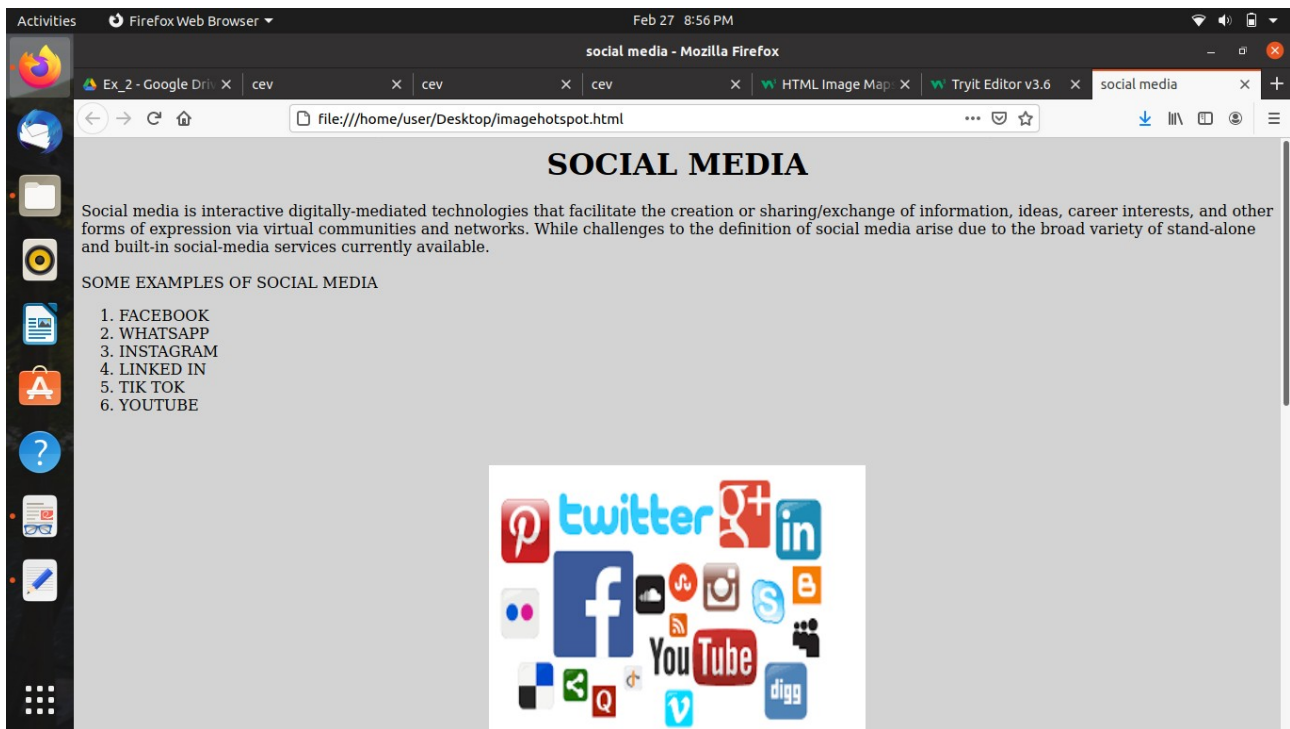 Activities Firefox Web Browser Feb 27 8:56 PM
social media - Mozilla Firefox
Ex_2 - Google Driv cev cev cev HTML Image Maps Tryit Editor v3.6 social media
file:///home/user/Desktop/imagehotspot.html
SOCIAL MEDIA
Social media is interactive digitally-mediated technologies that facilitate the creation or sharing/exchange of information, ideas, career interests, and other
forms of expression via virtual communities and networks. While challenges to the definition of social media arise due to the broad variety of stand-alone
and built-in social-media services currently available.
SOME EXAMPLES OF SOCIAL MEDIA
1. FACEBOOK
2. WHATSAPP
3. INSTAGRAM
4. LINKED IN
5. TIK TOK
6. YOUTUBE
twitter g+ in
f
S B
You Tube
Q digg